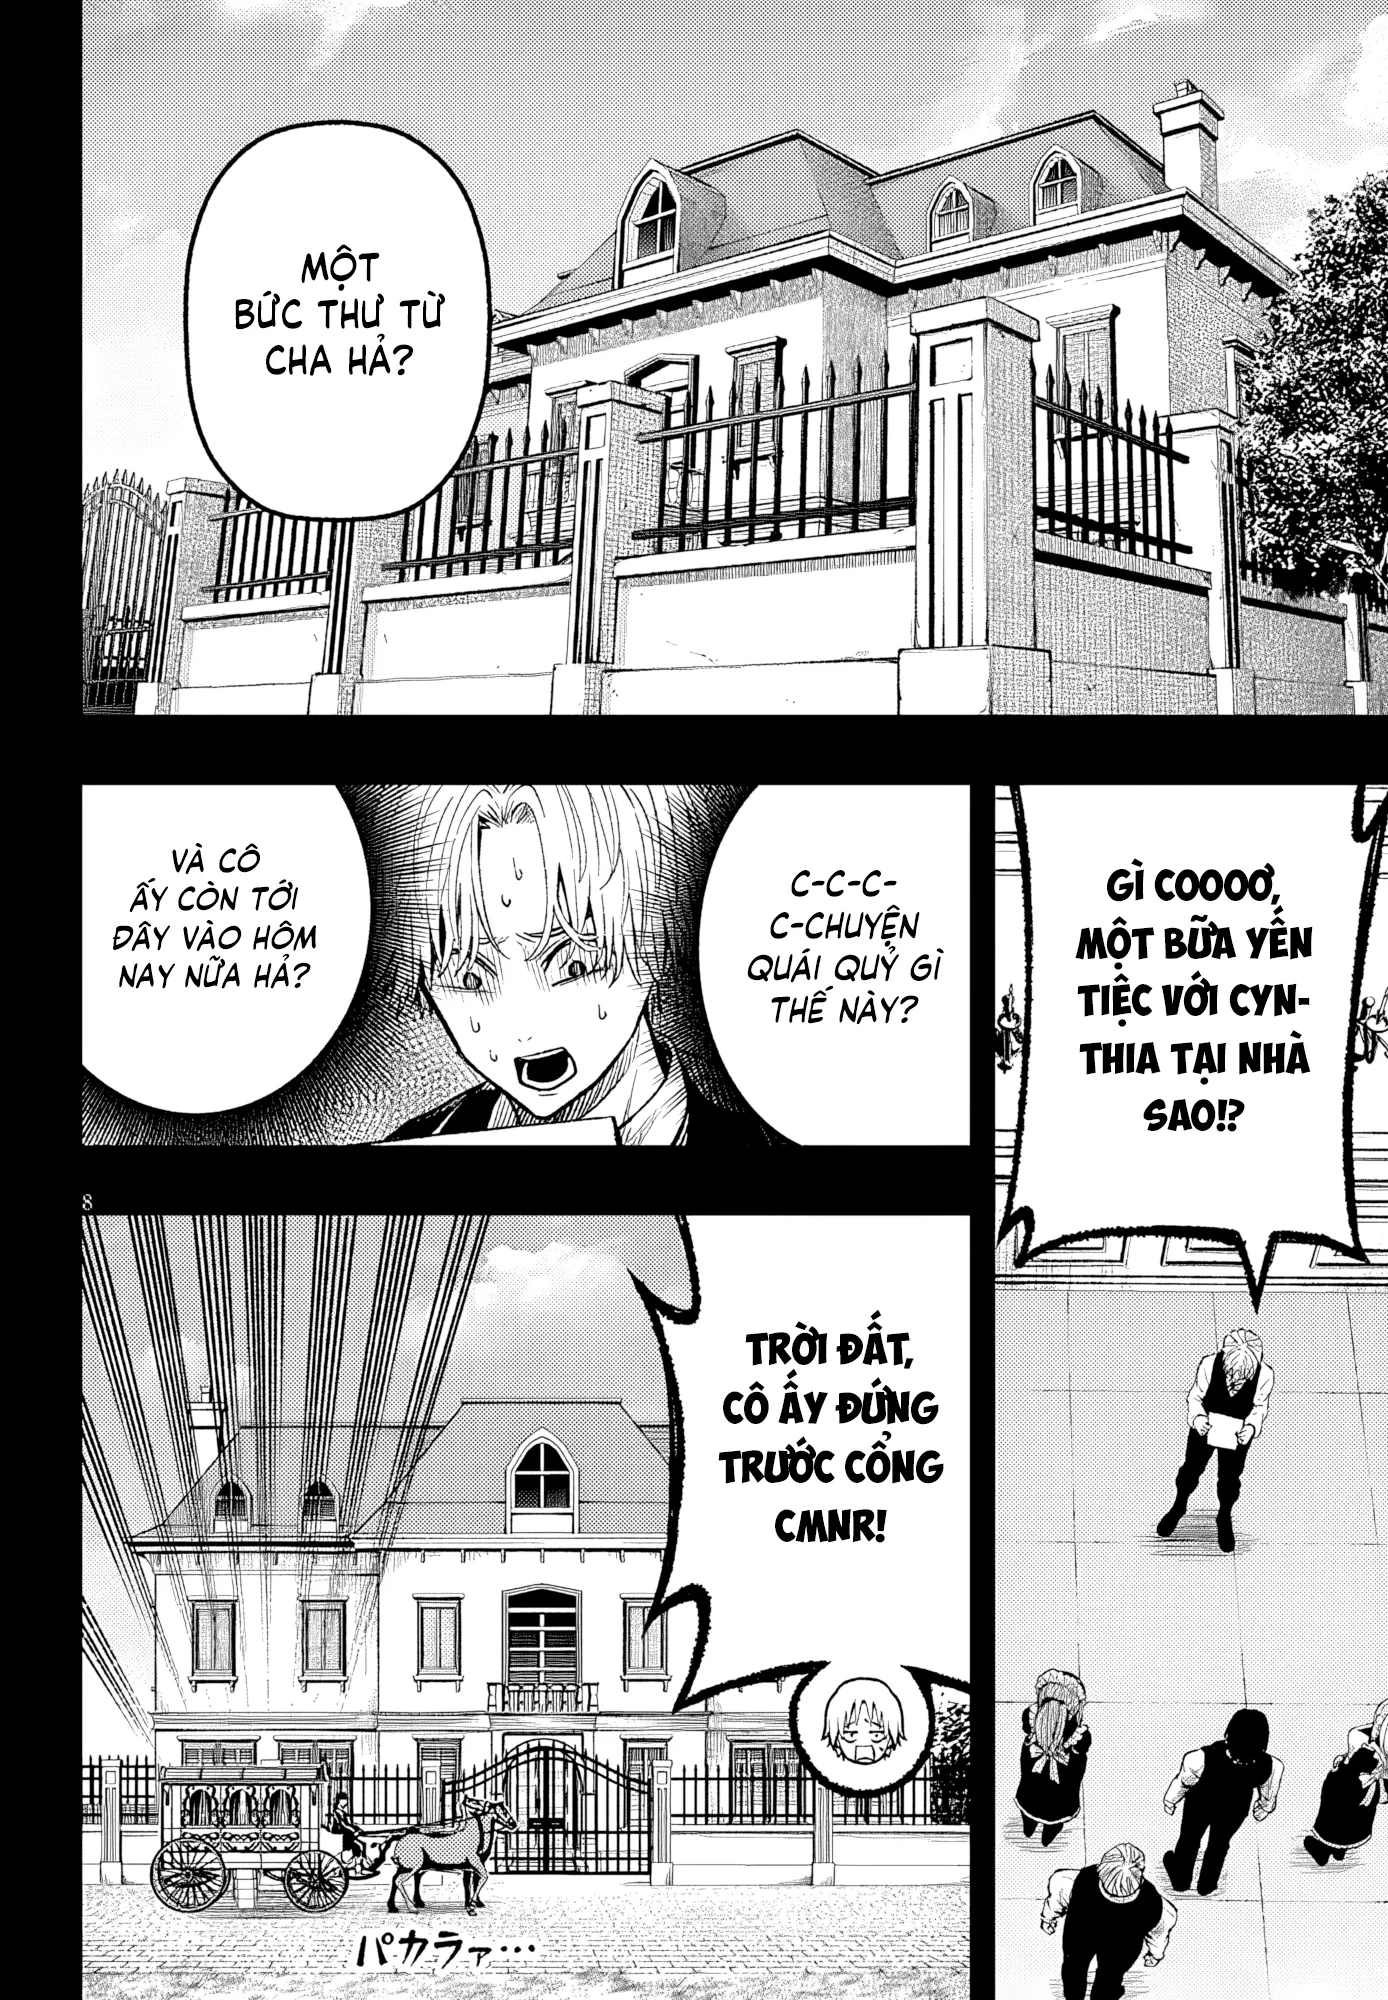 MỘT
BỨC THƯ TỪ
CHA HẢ?
GÌ COOOƠ,
MỘT BỮA YẾN
TIỆC VỚI CYN-
THIA TẠI NHÀ
SAO!?
C-C-C-
C-CHUYỆN
QUÁI QUỶ GÌ
THẾ NÀY?
VÀ CÔ
ẤY CÒN TỚI
ĐÂY VÀO HÔM
NAY NỮA HẢ?
8
TRỜI ĐẤT,
CÔ ẤY ĐỨNG
TRƯỚC CỔNG
CMNR!
パカラァ…